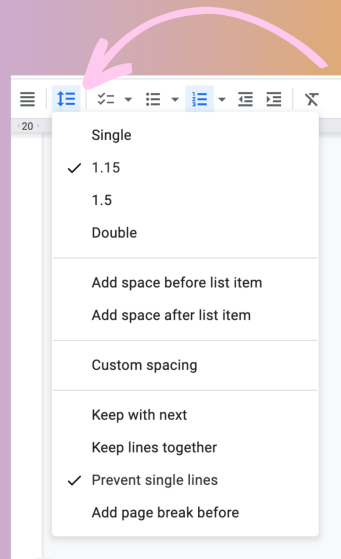 20
Single
1.15
1.5
Double
Add space before list item
Add space after list item
Custom spacing
Keep with next
Keep lines together
Prevent single lines
Add page break before